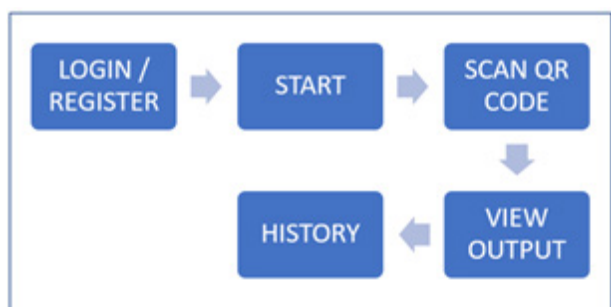 LOGIN /
REGISTER
START
SCAN QR
CODE
VIEW
OUTPUT
HISTORY